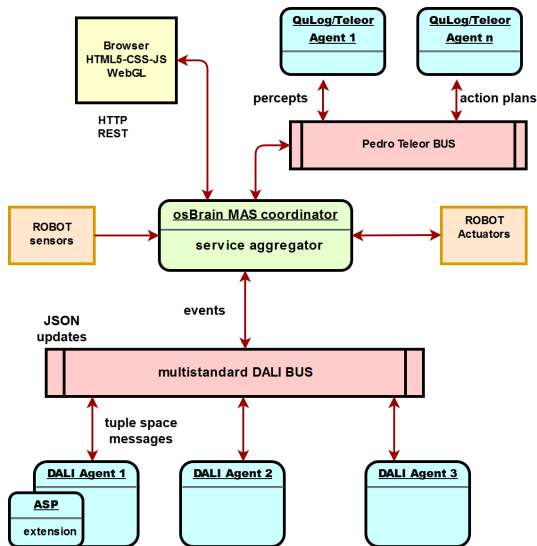 QuLog/Teleor
Agent 1
QuLog/Teleor
Agent n
Browser
HTML5-CSS-JS
WebGL
percepts
action plans
HTTP
REST
Pedro Teleor BUS
osBrain MAS coordinator
service aggregator
ROBOT
sensors
ROBOT
Actuators
events
JSON
updates
multistandard DALI BUS
tuple space
messages
DALI Agent 1
DALI Agent 2
DALI Agent 3
ASP
extension